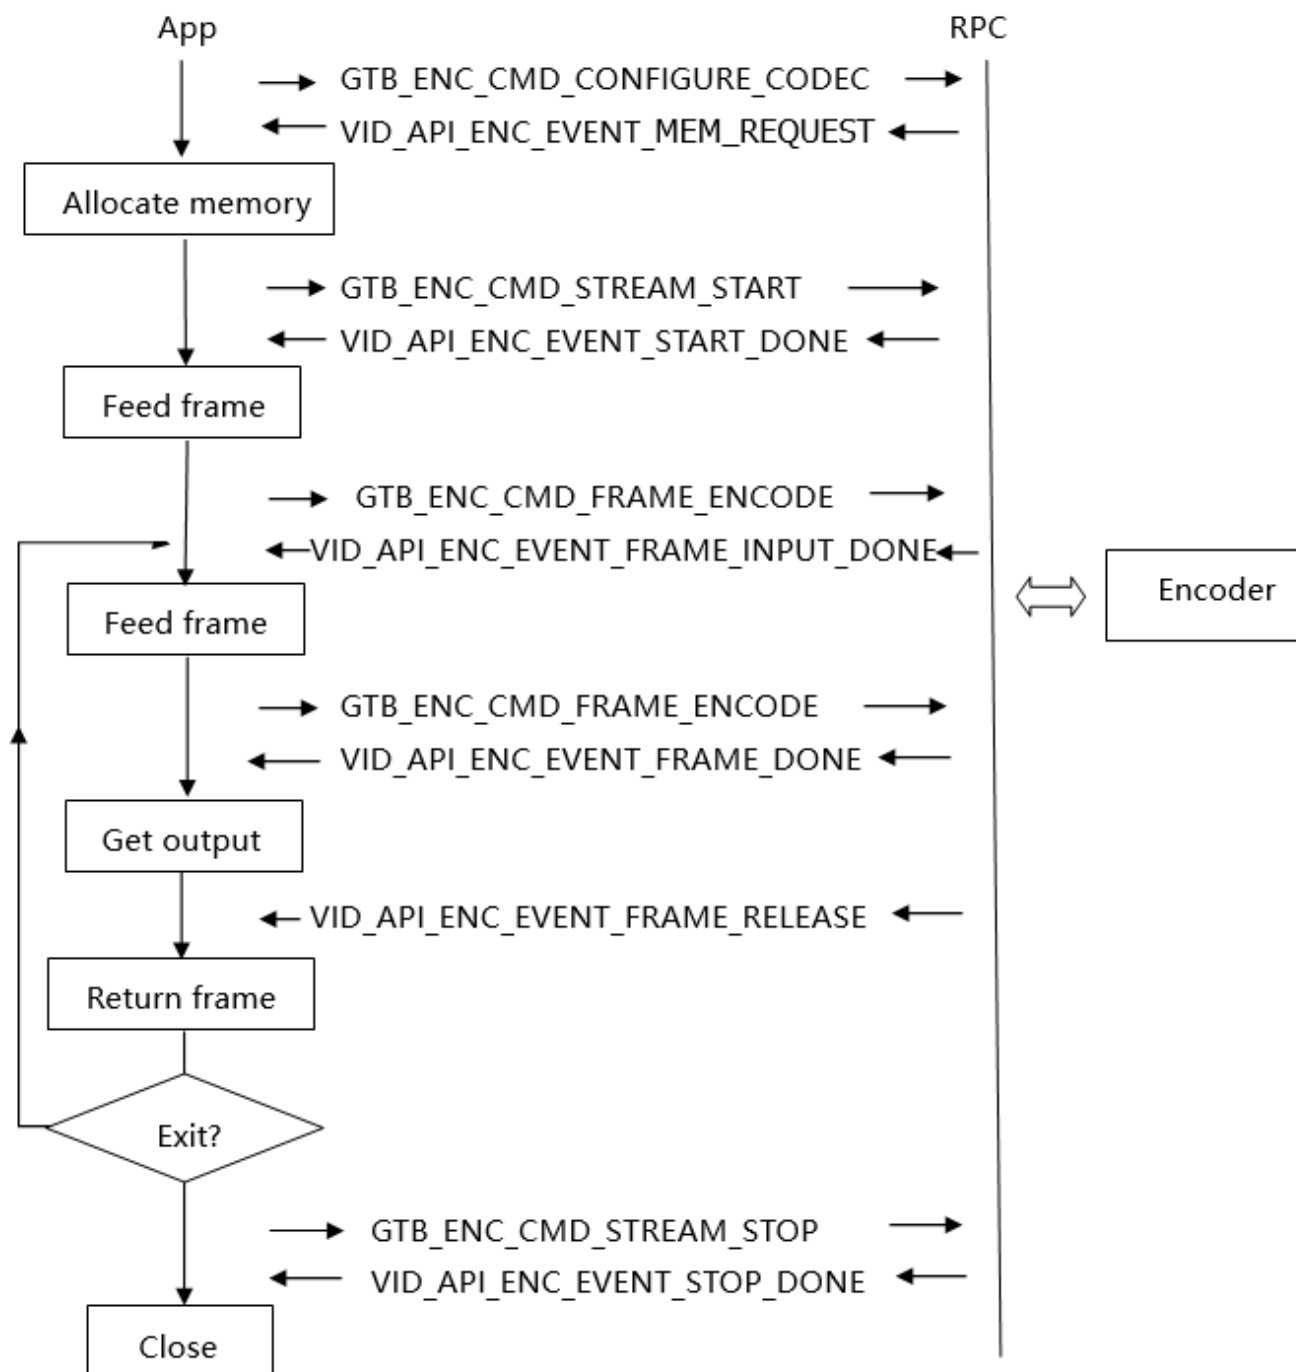 App
RPC
GTB_ENC_CMD_CONFIGURE_CODEC
VID_API_ENC_EVENT_MEM_REQUEST
Allocate memory
GTB_ENC_CMD_STREAM_START
VID_API_ENC_EVENT_START_DONE
Feed frame
GTB_ENC_CMD_FRAME_ENCODE
VID_API_ENC_EVENT_FRAME_INPUT_DONE
Encoder
Feed frame
GTB_ENC_CMD_FRAME_ENCODE
VID_API_ENC_EVENT_FRAME_DONE
Get output
VID_API_ENC_EVENT_FRAME_RELEASE
Return frame
Exit?
GTB_ENC_CMD_STREAM_STOP
VID_API_ENC_EVENT_STOP_DONE
Close